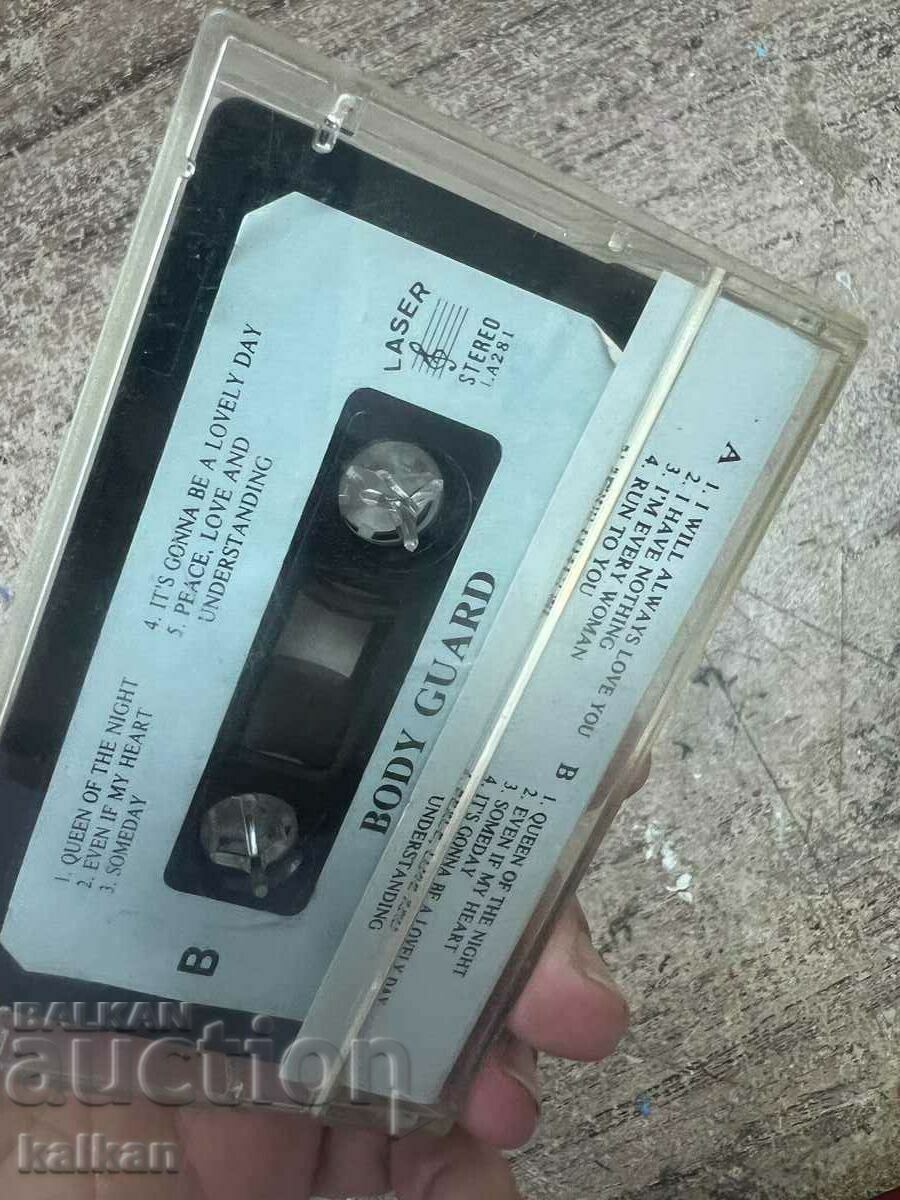 LASER
STEREO
LA281
4. IT'S GONNA BE A LOVELY DAY
5. PEACE, LOVE AND
UNDERSTANDING
1. QUEEN OF THE NIGHT
2. EVEN IF MY HEART
3. SOMEDAY
BODY GUARD
B
A
1. I WILL ALWAYS LOVE YOU
2. I HAVE NOTHING
3. I'M EVERY WOMAN
4. RUN TO YOU
B
1. QUEEN OF THE NIGHT
2. EVEN IF MY HEART
3. SOMEDAY
4. IT'S GONNA BE A LOVELY DAY
UNDERSTANDING
BALKAN
auction
kalkan